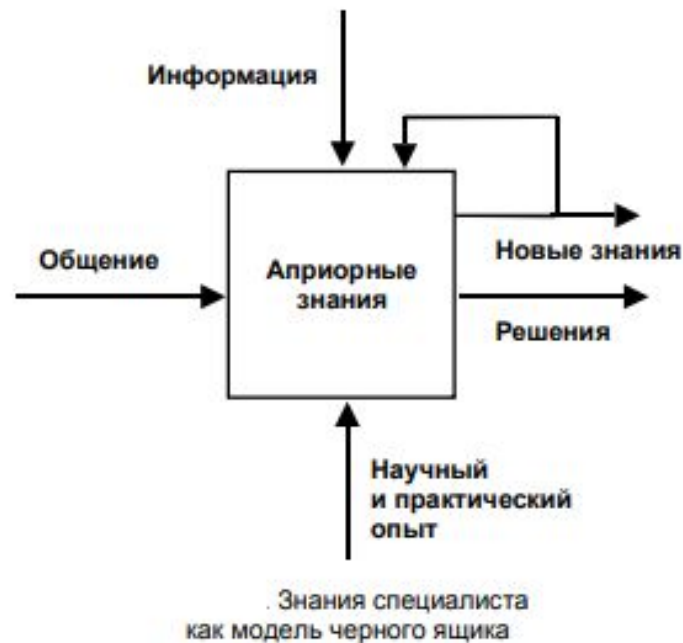 Информация
Общение
Априорные
знания
Новые знания
Решения
Научный
и практический
опыт
. Знания специалиста
как модель черного ящика